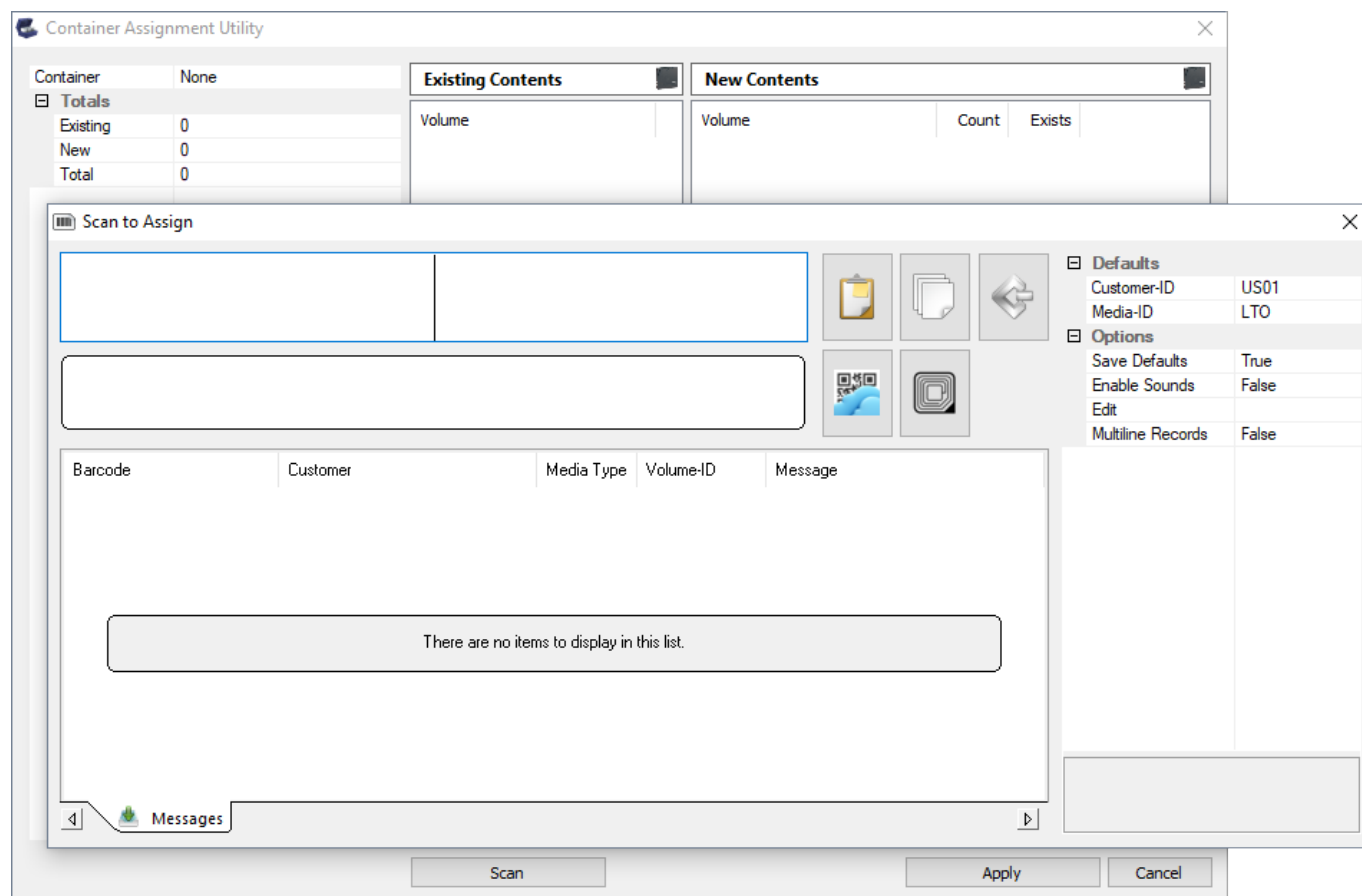 Container Assignment Utility
Container None
Totals
Existing 0
New 0
Total 0
Existing Contents
Volume
New Contents
Volume Count Exists
Scan to Assign
Defaults
Customer-ID US01
Media-ID LTO
Options
Save Defaults True
Enable Sounds False
Edit
Multiline Records False
Barcode Customer Media Type Volume-ID Message
There are no items to display in this list.
Messages
Scan Apply Cancel